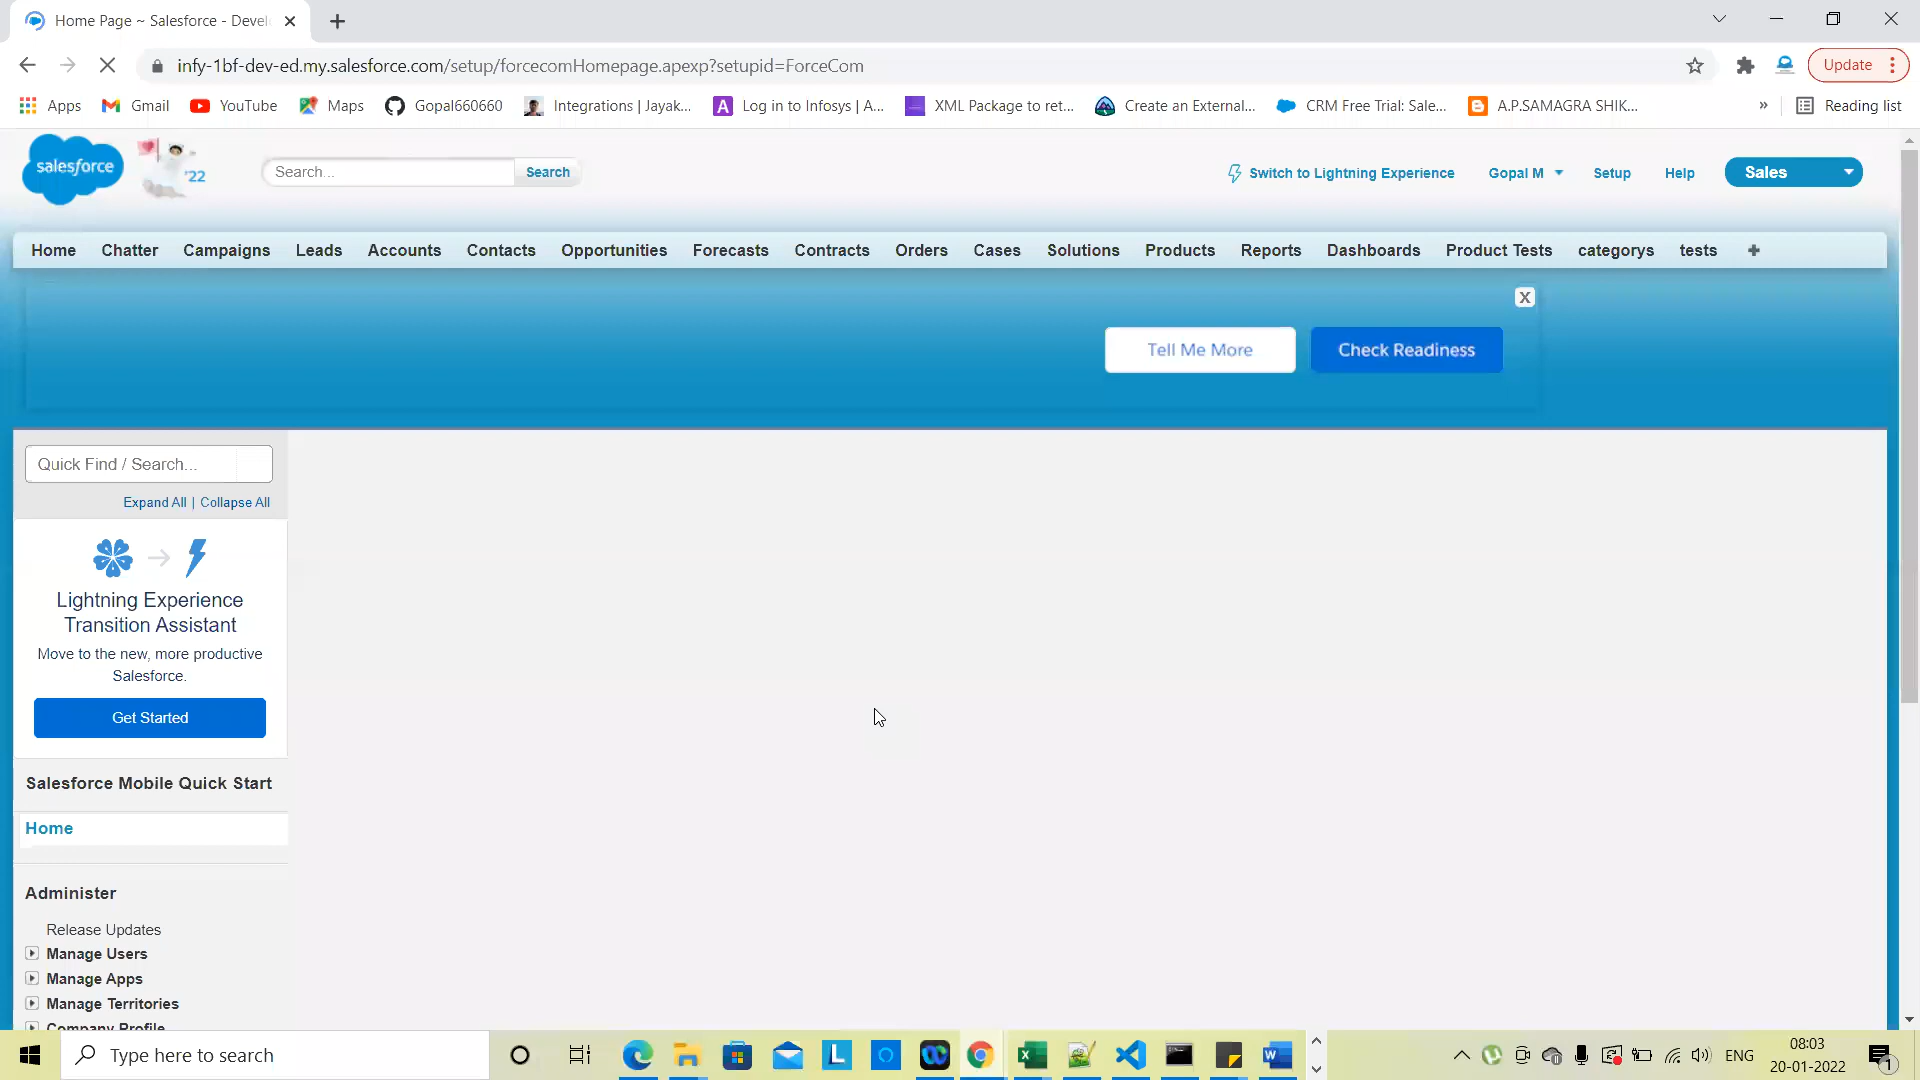 Home Page ~ Salesforce - Devel
infy-1bf-dev-ed.my.salesforce.com/setup/forcecomHomepage.apexp?setupid=ForceCom
Update
Apps
Gmail
YouTube
Maps
Gopal660660
Integrations | Jayak...
Log in to Infosys | A...
XML Package to ret...
Create an External...
CRM Free Trial: Sale...
A.P.SAMAGRA SHIK...
»
Reading list
salesforce
'22
Search...
Search
Switch to Lightning Experience
Gopal M
Setup
Help
Sales
Home
Chatter
Campaigns
Leads
Accounts
Contacts
Opportunities
Forecasts
Contracts
Orders
Cases
Solutions
Products
Reports
Dashboards
Product Tests
categorys
tests
+
X
Tell Me More
Check Readiness
Quick Find / Search...
Expand All | Collapse All
Lightning Experience
Transition Assistant
Move to the new, more productive
Salesforce.
Get Started
Salesforce Mobile Quick Start
Home
Administer
Release Updates
Manage Users
Manage Apps
Manage Territories
Company Profile
Type here to search
ENG
08:03
20-01-2022
1